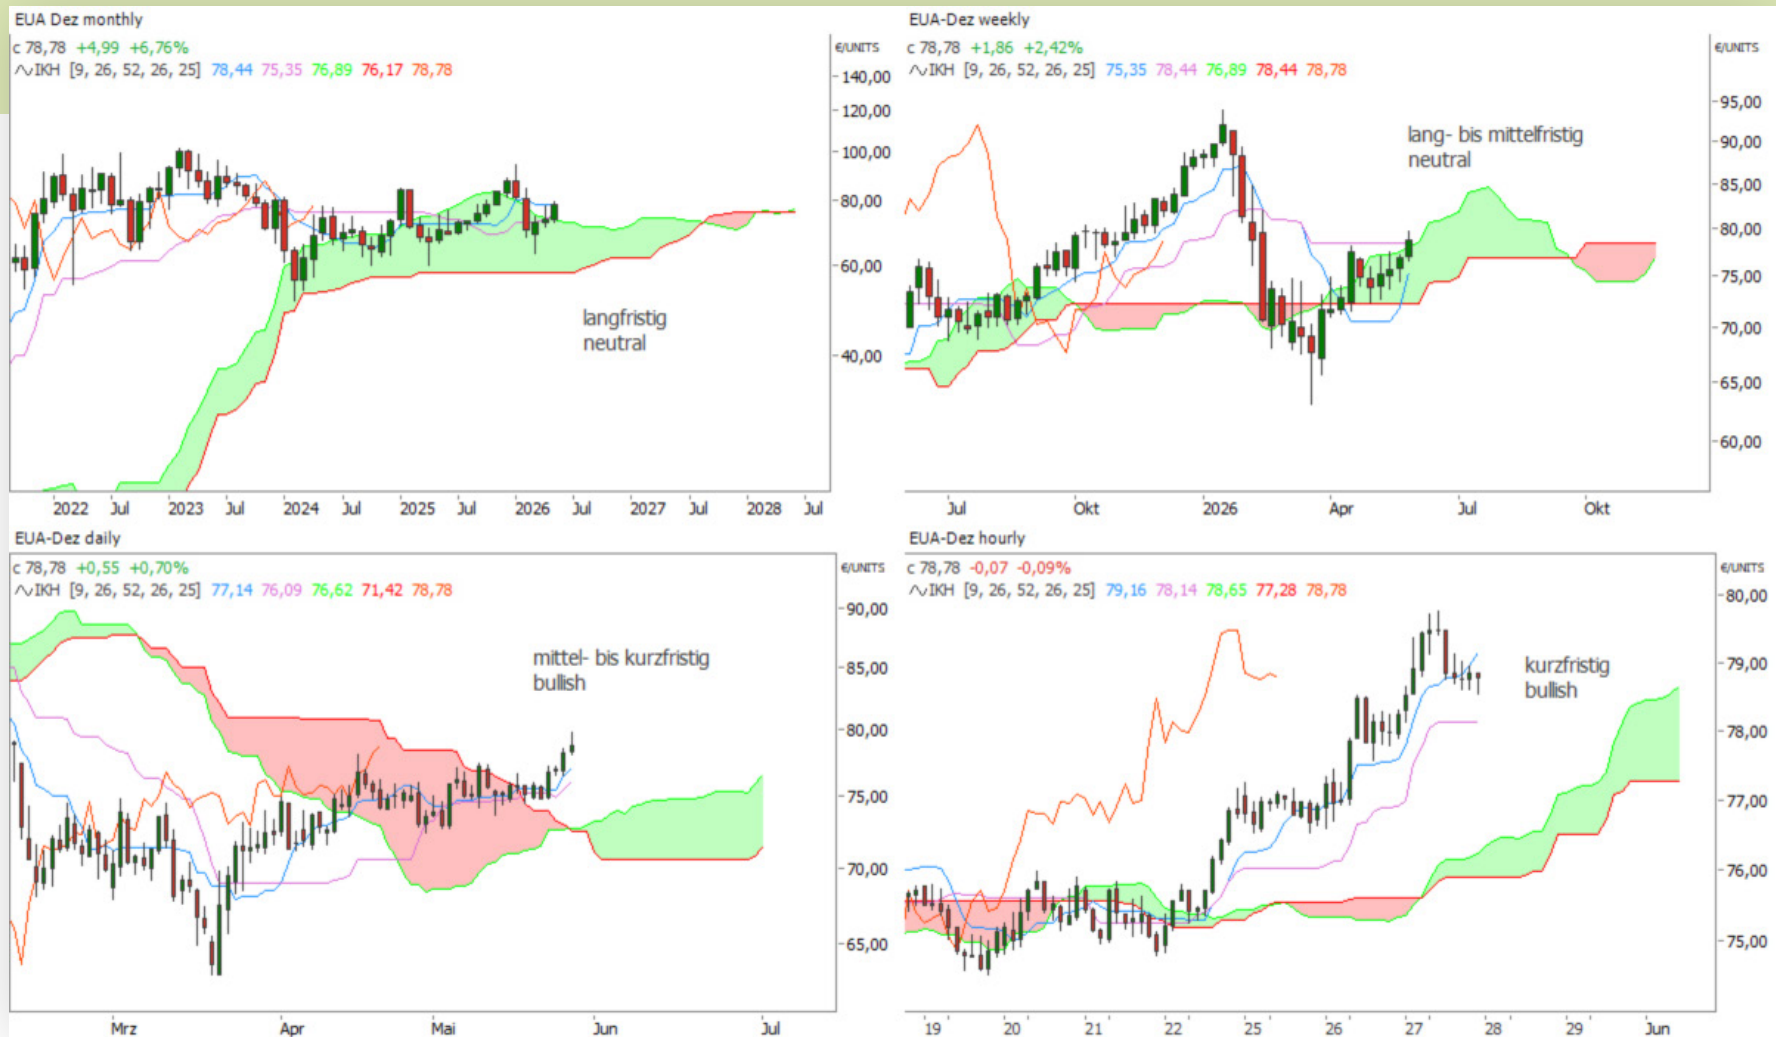 EUA Dez monthly
c 78,78 +4,99 +6,76%
IKH [9, 26, 52, 26, 25] 78,44 75,35 76,89 76,17 78,78
€/UNITS
140,00
120,00
100,00
80,00
60,00
40,00
langfristig
neutral
2022 Jul 2023 Jul 2024 Jul 2025 Jul 2026 Jul 2027 Jul 2028 Jul
EUA-Dez weekly
c 78,78 +1,86 +2,42%
IKH [9, 26, 52, 26, 25] 75,35 78,44 76,89 78,44 78,78
€/UNITS
95,00
90,00
85,00
80,00
75,00
70,00
65,00
60,00
lang- bis mittelfristig
neutral
Jul Okt 2026 Apr Jul Okt
EUA-Dez daily
c 78,78 +0,55 +0,70%
IKH [9, 26, 52, 26, 25] 77,14 76,09 76,62 71,42 78,78
€/UNITS
90,00
85,00
80,00
75,00
70,00
65,00
mittel- bis kurzfristig
bullish
Mrz Apr Mai Jun Jul
EUA-Dez hourly
c 78,78 -0,07 -0,09%
IKH [9, 26, 52, 26, 25] 79,16 78,14 78,65 77,28 78,78
€/UNITS
80,00
79,00
78,00
77,00
76,00
75,00
kurzfristig
bullish
19 20 21 22 25 26 27 28 29 Jun